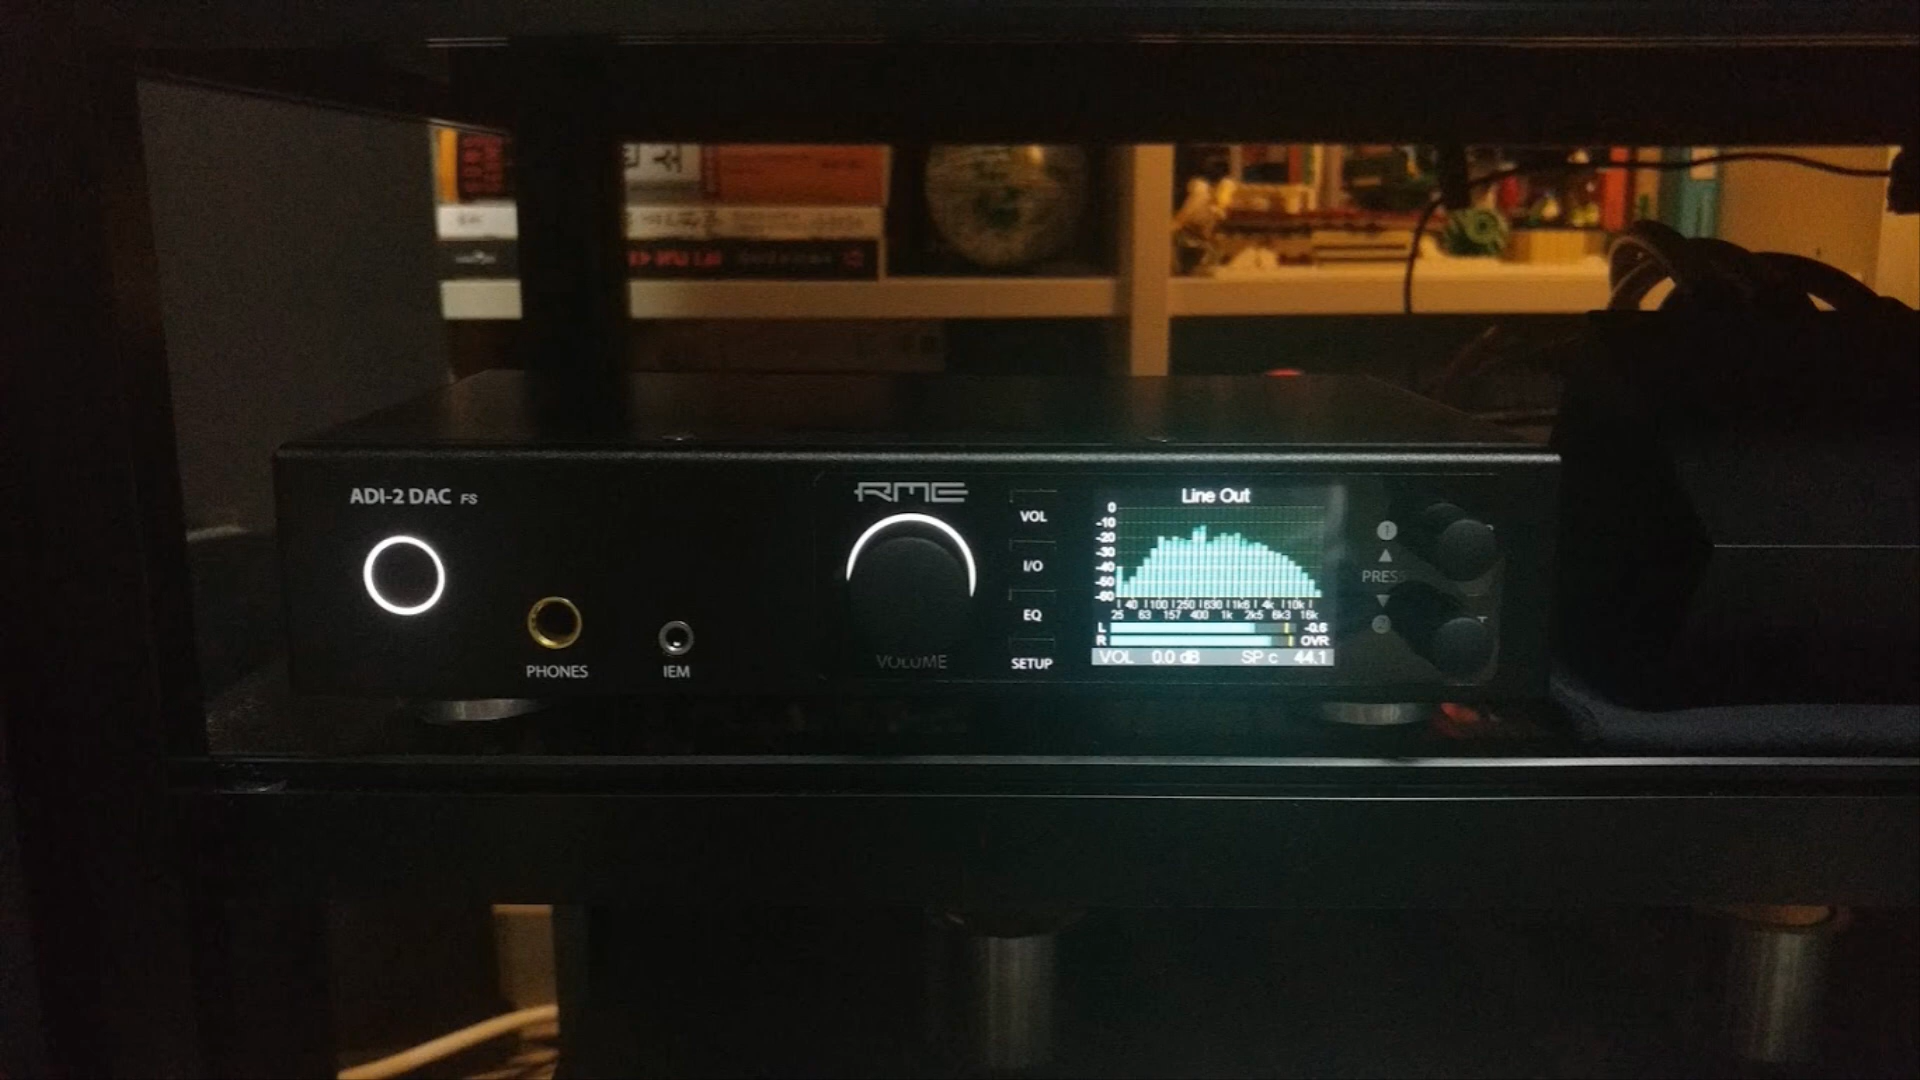 ADI-2 DAC FS
PHONES
IEM
RME
VOLUME
VOL
I/O
EQ
SETUP
Line Out
0
-10
-20
-30
-40
-50
-60
40 100 250 630 1k6 4k 10k
25 63 157 400 1k 2k5 6k3 16k
L -0.6
R OVR
VOL 0.0 dB SP c 44.1
1
PRESS
2